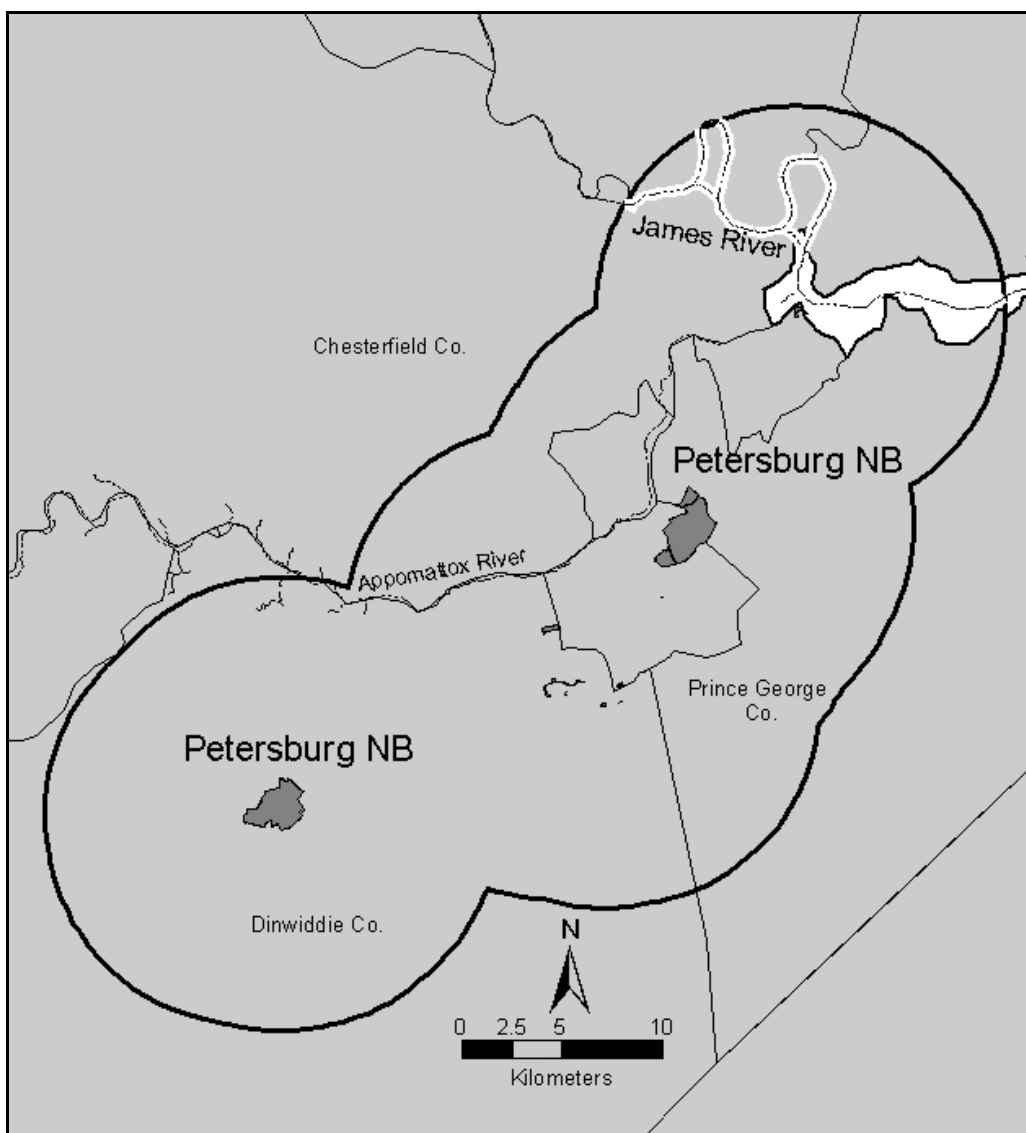 James River
Chesterfield Co.
Petersburg NB
Appomattox River
Prince George
Co.
Petersburg NB
Dinwiddie Co.
N
0 2.5 5 10
Kilometers